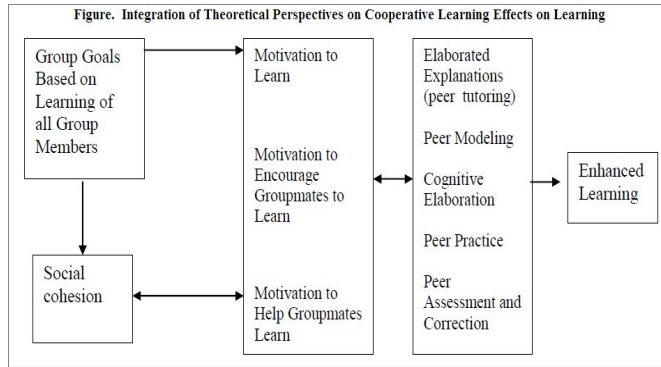 Figure. Integration of Theoretical Perspectives on Cooperative Learning Effects on Learning
Group Goals
Based on
Learning of
all Group
Members
Social
cohesion
Motivation to
Learn
Motivation to
Encourage
Groupmates to
Learn
Motivation to
Help Groupmates
Learn
Elaborated
Explanations
(peer tutoring)
Peer Modeling
Cognitive
Elaboration
Peer Practice
Peer
Assessment and
Correction
Enhanced
Learning